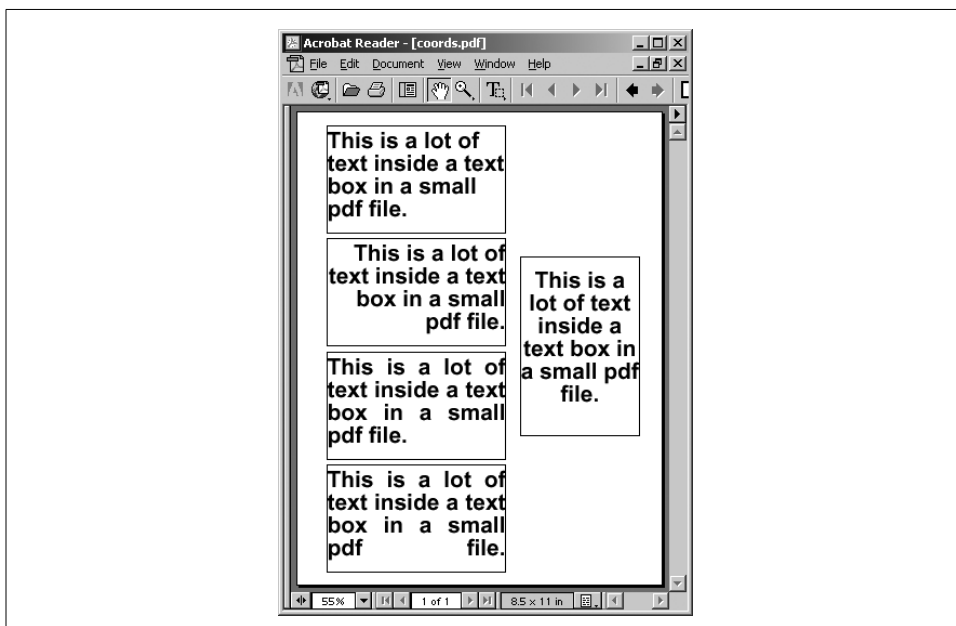 Acrobat Reader - [coords.pdf]
File Edit Document View Window Help
This is a lot of
text inside a text
box in a small
pdf file.
This is a lot of
text inside a text
box in a small
pdf file.
This is a lot of
text inside a text
box in a small
pdf file.
This is a lot of
text inside a text
box in a small
pdf file.
This is a
lot of text
inside a
text box in
a small pdf
file.
55% 1 of 1 8.5 x 11 in